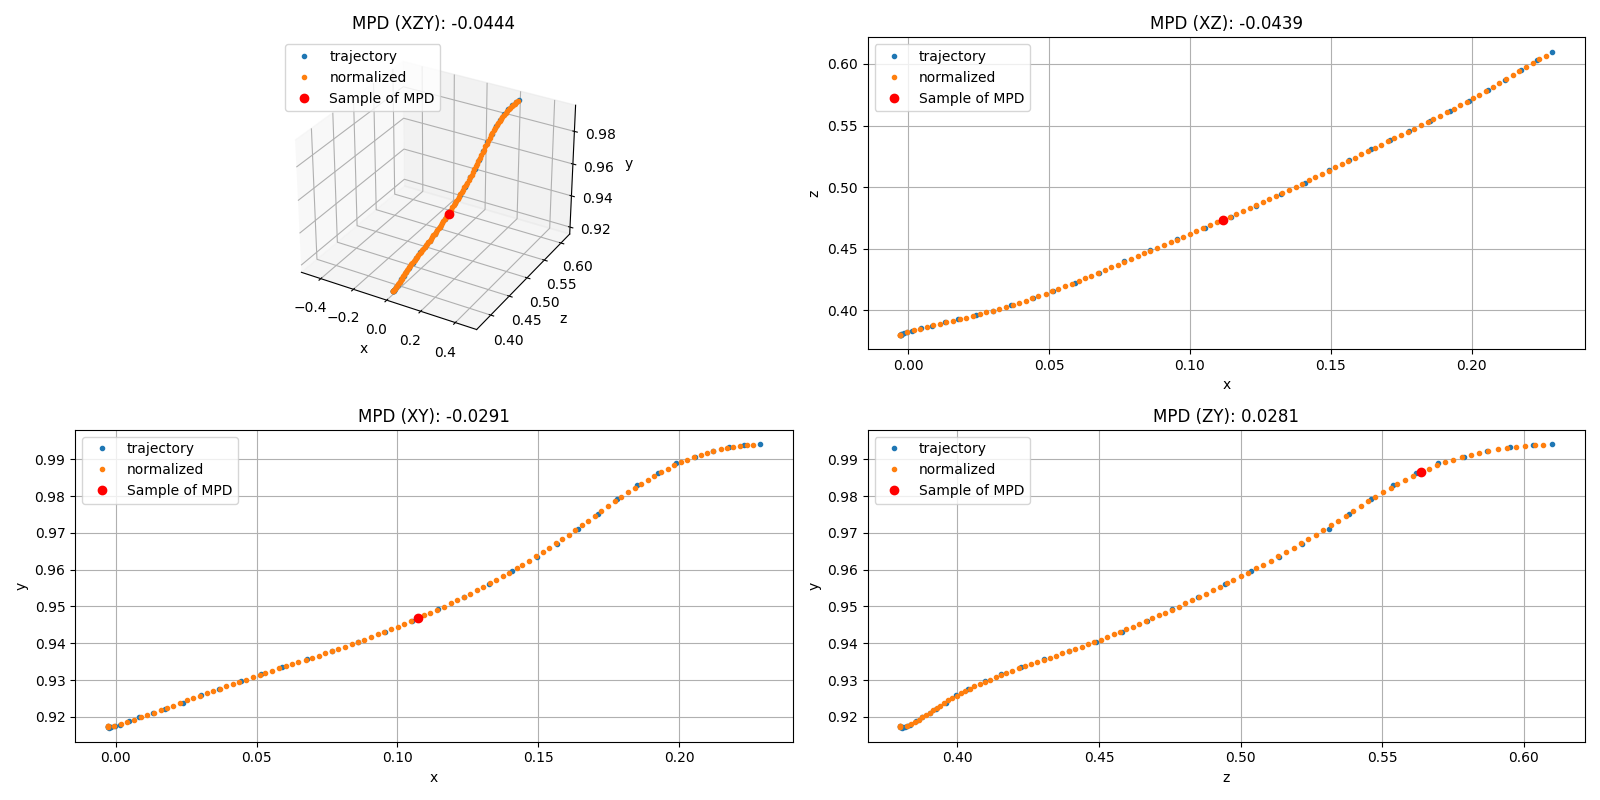 MPD (XZY): -0.0444
trajectory
normalized
Sample of MPD
0.98
0.96
0.94
0.92
y
−0.4
−0.2
0.0
0.2
0.4
x
0.40
0.45
0.50
0.55
0.60
z
MPD (XZ): -0.0439
trajectory
normalized
Sample of MPD
0.60
0.55
0.50
0.45
0.40
z
0.00 0.05 0.10 0.15 0.20
x
MPD (XY): -0.0291
trajectory
normalized
Sample of MPD
0.99
0.98
0.97
0.96
0.95
0.94
0.93
0.92
y
0.00 0.05 0.10 0.15 0.20
x
MPD (ZY): 0.0281
trajectory
normalized
Sample of MPD
0.99
0.98
0.97
0.96
0.95
0.94
0.93
0.92
y
0.40 0.45 0.50 0.55 0.60
z